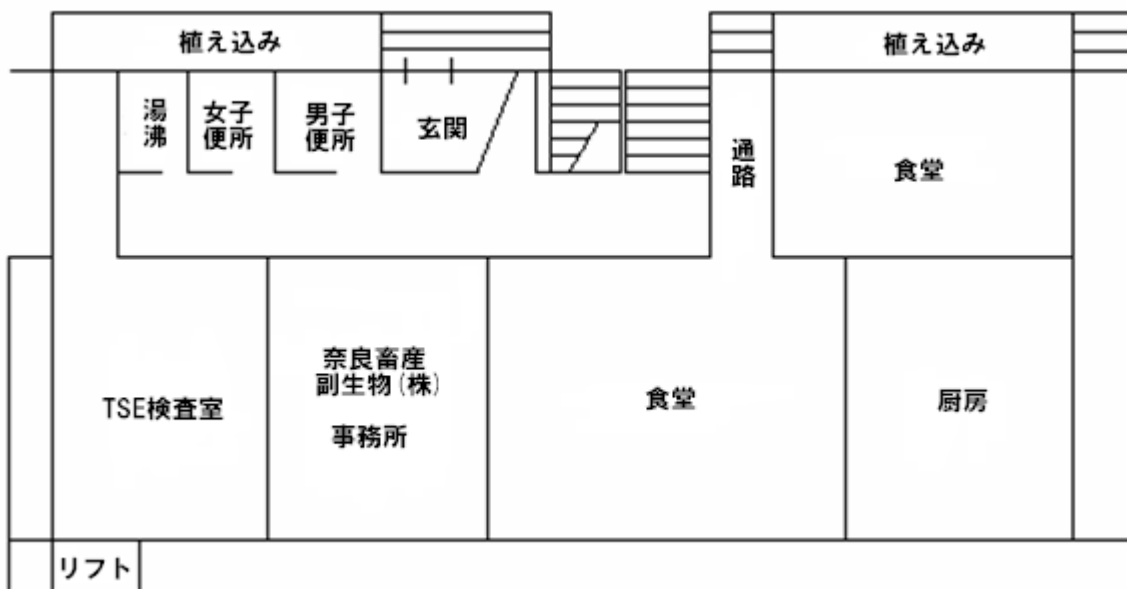 植え込み
植え込み
湯沸
女子
便所
男子
便所
玄関
通路
食堂
TSE検査室
奈良畜産
副生物(株)
事務所
食堂
厨房
リフト